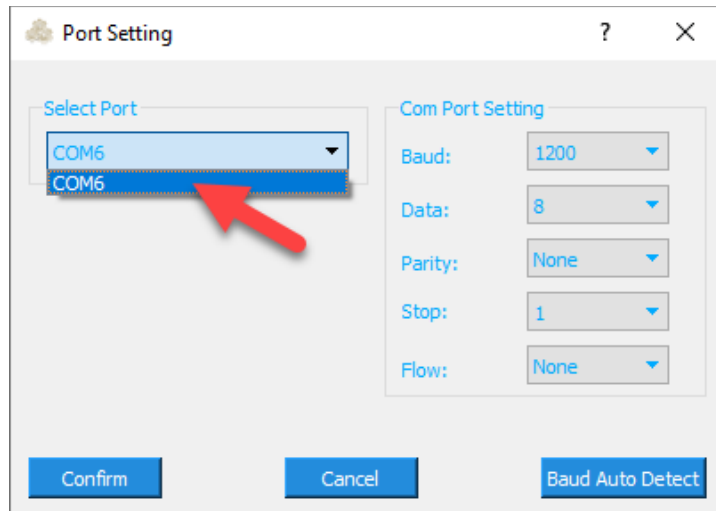 Port Setting
?
Select Port
COM6
COM6
Com Port Setting
Baud: 1200
Data: 8
Parity: None
Stop: 1
Flow: None
Confirm
Cancel
Baud Auto Detect